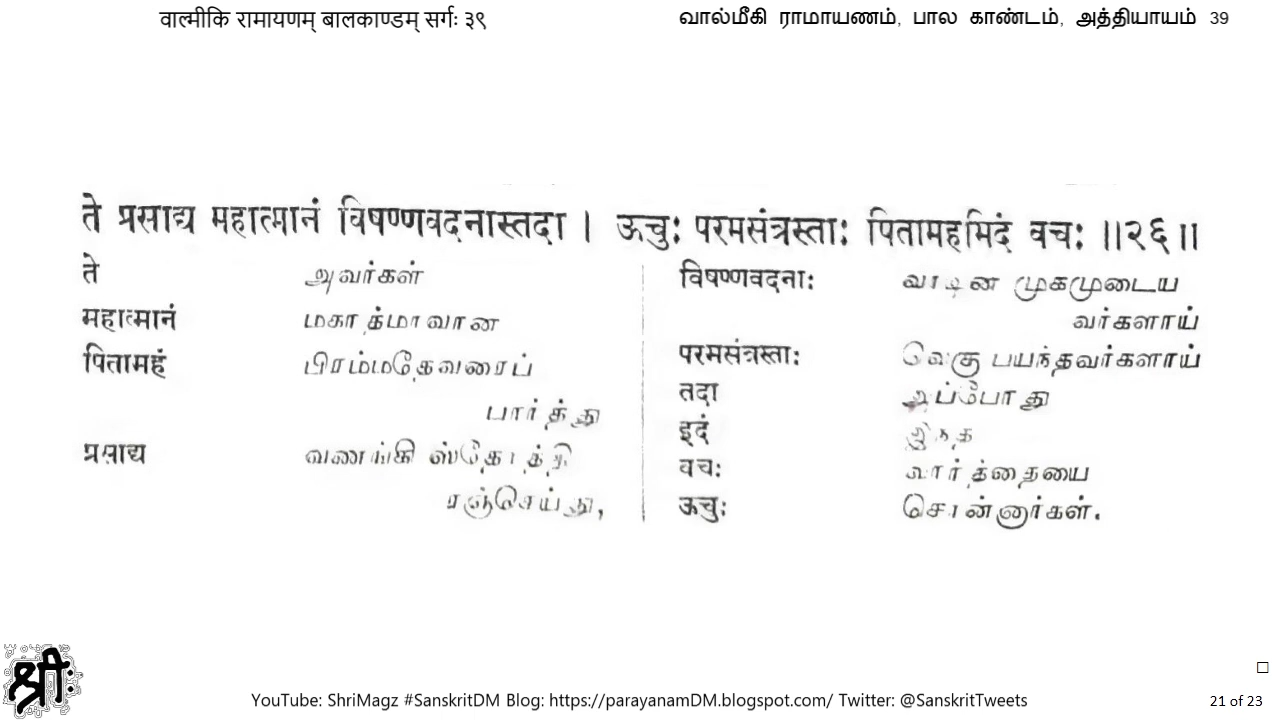 वाल्मीकि रामायणम् बालकाण्डम् सर्गः ३९
வால்மீகி ராமாயணம், பால காண்டம், அத்தியாயம் 39
ते प्रसाद्य महात्मानं विषण्णवदनास्तदा । ऊचुः परमसंत्रस्ताः पितामहमिदं वचः ॥२६॥
ते அவர்கள்
महात्मानं மகாத்மாவான
पितामहं பிரம்மதேவரைப்
பார்த்து
प्रसाद्य வணங்கி ஸ்தோத்தி
ரஞ்செய்து,
विषण्णवदनाः வாடின முகமுடைய
வர்களாய்
परमसंत्रस्ताः வெகு பயந்தவர்களாய்
तदा அப்போது
इदं இந்த
वचः வார்த்தையை
ऊचुः சொன்னார்கள்.
श्रीः
YouTube: ShriMagz #SanskritDM Blog: https://parayanamDM.blogspot.com/ Twitter: @SanskritTweets
21 of 23